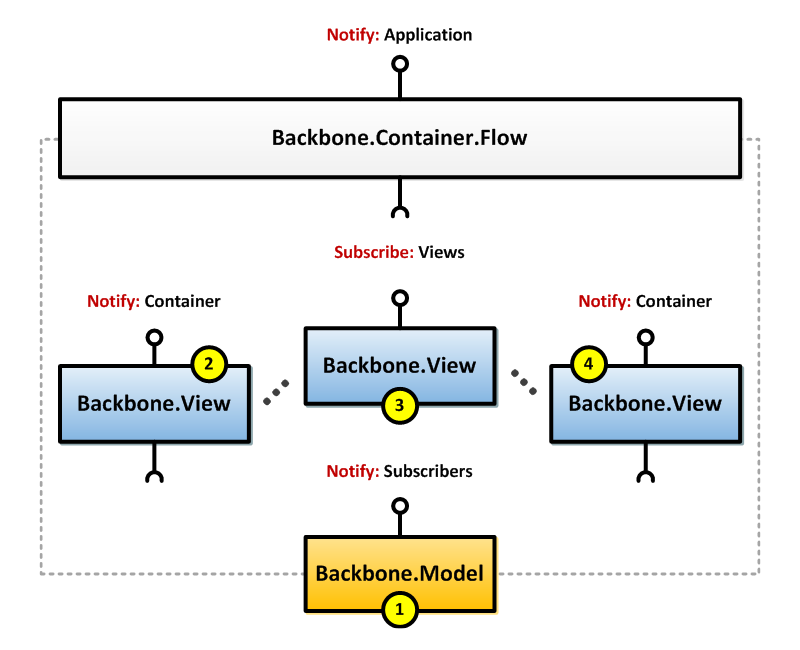 Notify: Application
Backbone.Container.Flow
Subscribe: Views
Notify: Container
Notify: Container
2
4
Backbone.View
Backbone.View
Backbone.View
3
Notify: Subscribers
Backbone.Model
1